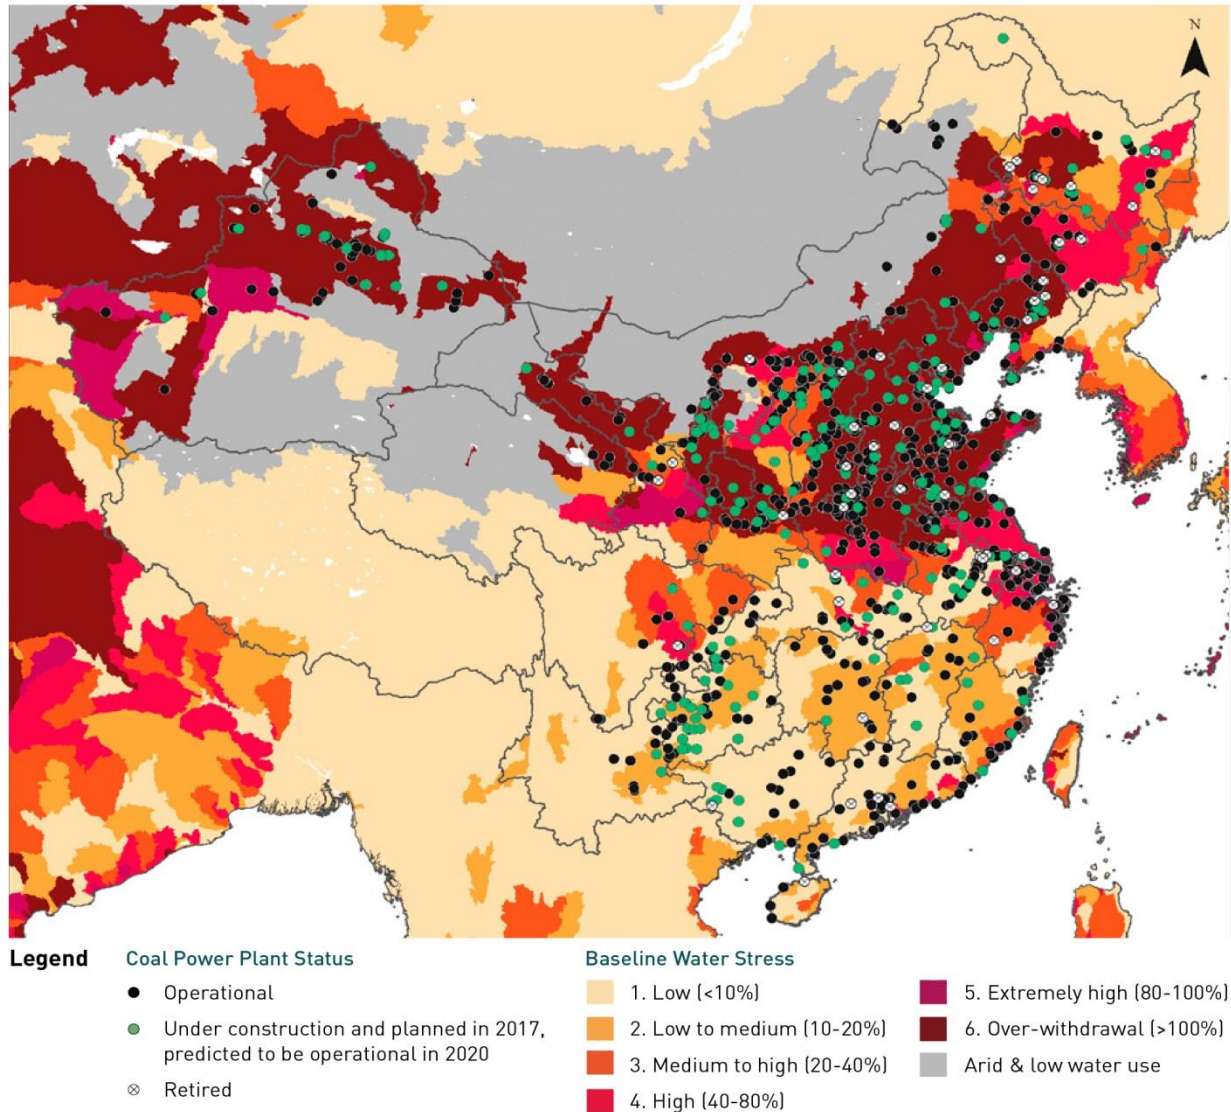 N
Legend
Coal Power Plant Status
Operational
Under construction and planned in 2017,
predicted to be operational in 2020
Retired
Baseline Water Stress
1. Low (<10%)
2. Low to medium (10-20%)
3. Medium to high (20-40%)
4. High (40-80%)
5. Extremely high (80-100%)
6. Over-withdrawal (>100%)
Arid & low water use